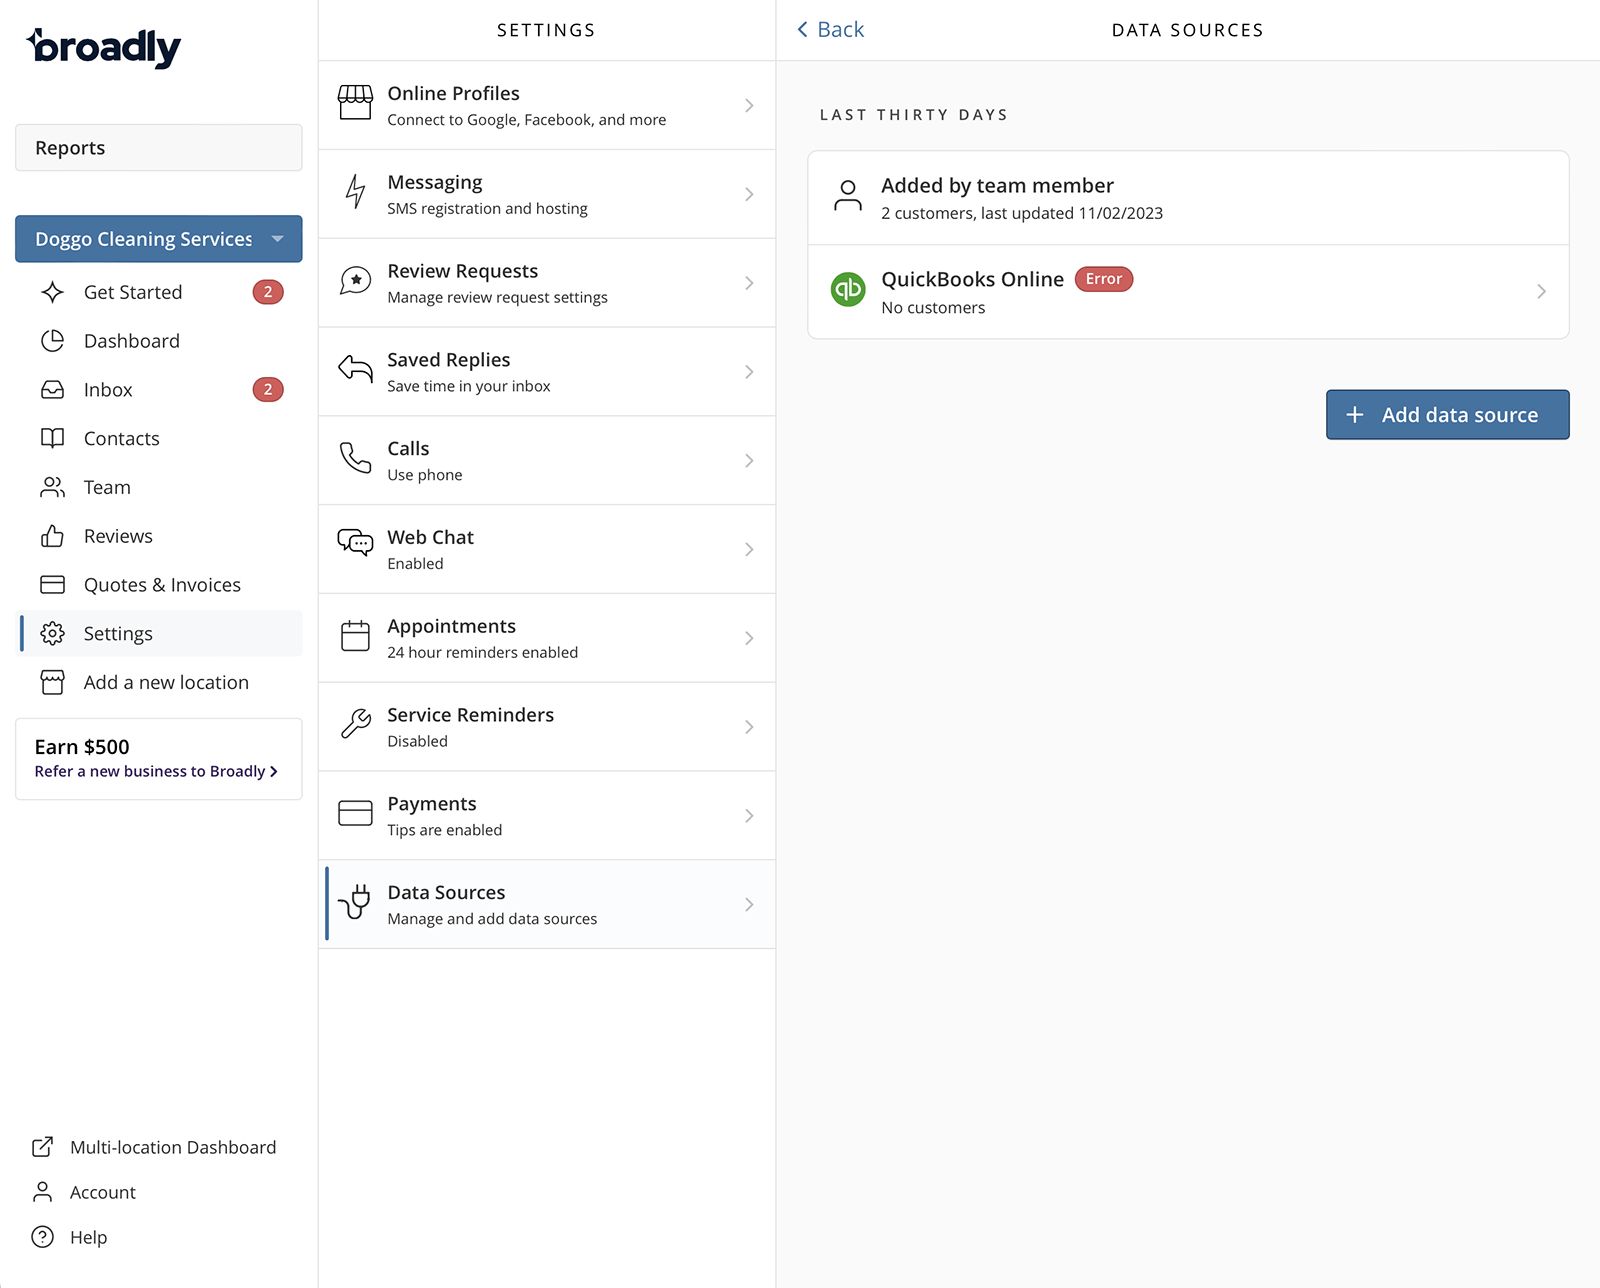 broadly
Reports
Doggo Cleaning Services
Get Started 2
Dashboard
Inbox 2
Contacts
Team
Reviews
Quotes & Invoices
Settings
Add a new location
Earn $500
Refer a new business to Broadly
Multi-location Dashboard
Account
Help
SETTINGS
Online Profiles
Connect to Google, Facebook, and more
Messaging
SMS registration and hosting
Review Requests
Manage review request settings
Saved Replies
Save time in your inbox
Calls
Use phone
Web Chat
Enabled
Appointments
24 hour reminders enabled
Service Reminders
Disabled
Payments
Tips are enabled
Data Sources
Manage and add data sources
Back
DATA SOURCES
LAST THIRTY DAYS
Added by team member
2 customers, last updated 11/02/2023
qb
QuickBooks Online Error
No customers
+ Add data source